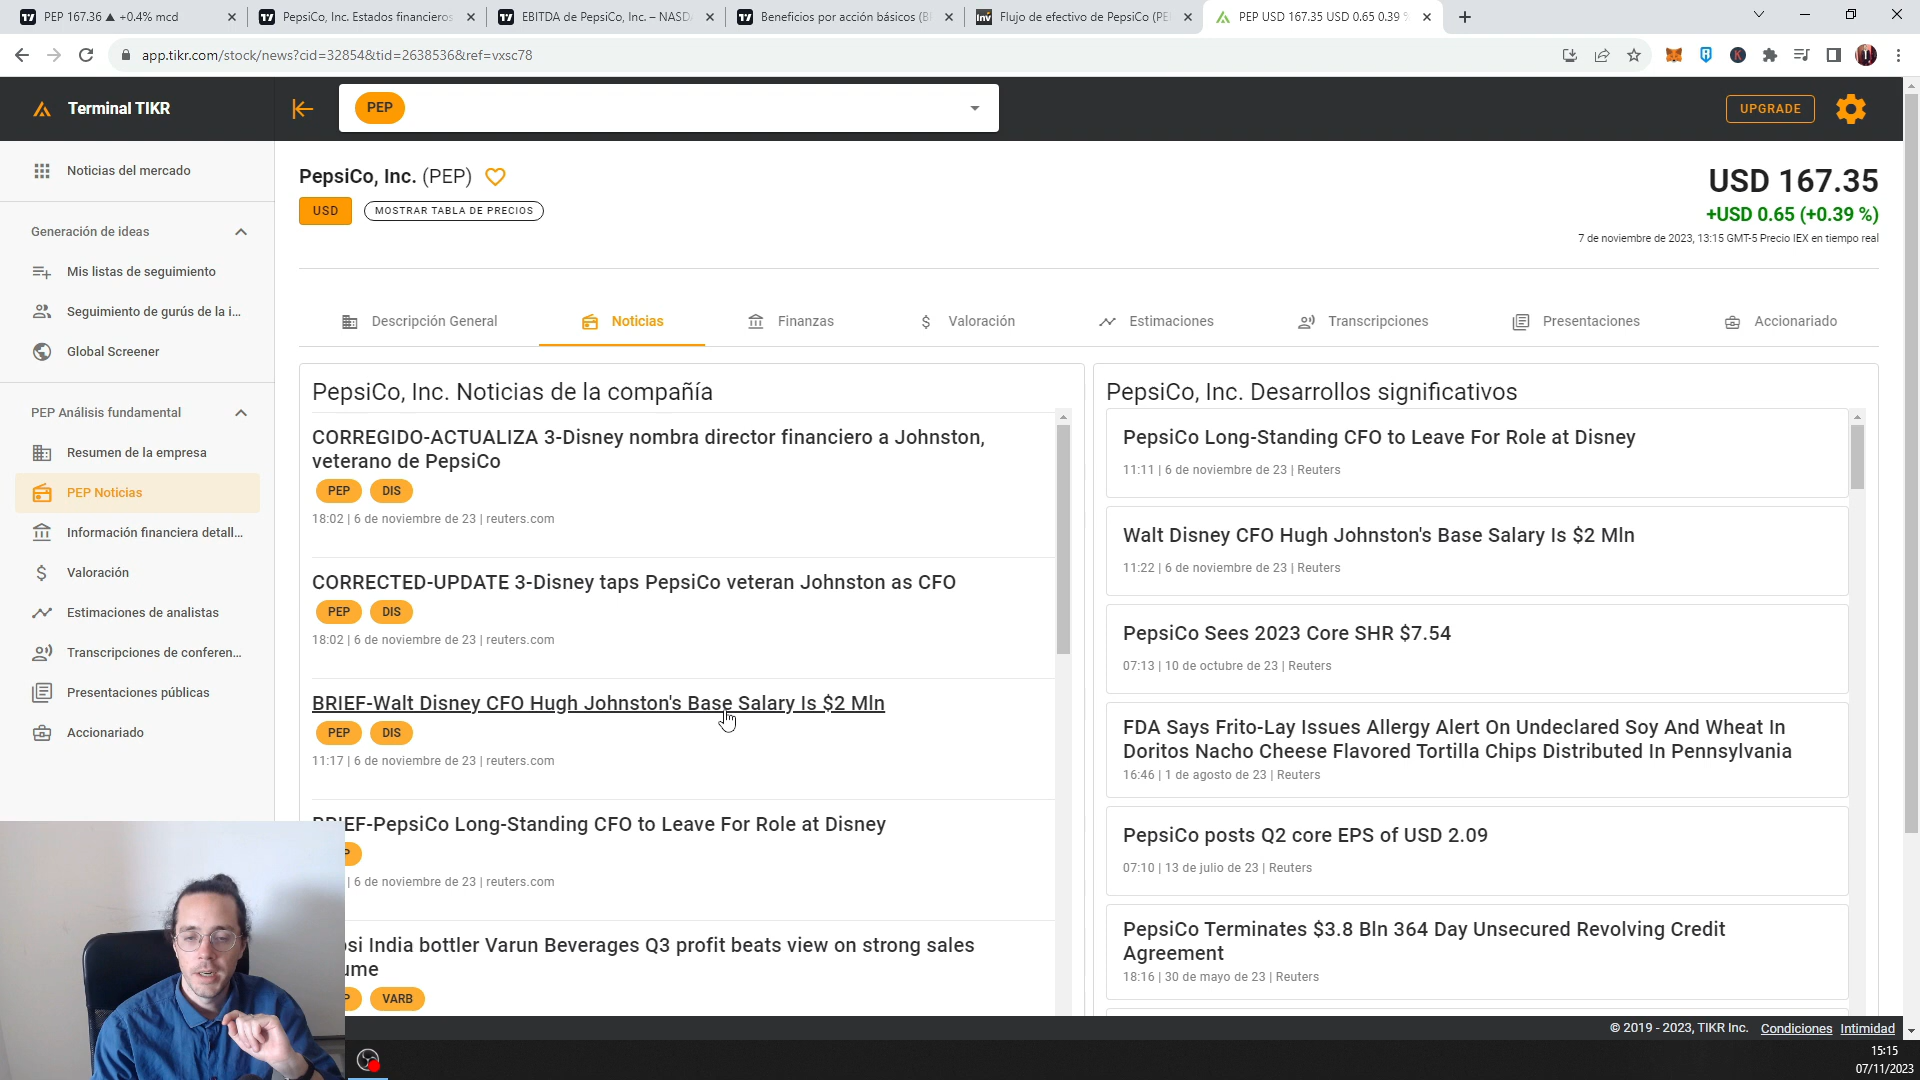 PEP 167.36 ▲ +0.4% mcd
PepsiCo, Inc. Estados financieros
EBITDA de PepsiCo, Inc. – NASD
Beneficios por acción básicos (B
Flujo de efectivo de PepsiCo (PE
PEP USD 167.35 USD 0.65 0.39 %
app.tikr.com/stock/news?cid=32854&tid=2638536&ref=vxsc78
Terminal TIKR
PEP
UPGRADE
Noticias del mercado
Generación de ideas
Mis listas de seguimiento
Seguimiento de gurús de la i...
Global Screener
PEP Análisis fundamental
Resumen de la empresa
PEP Noticias
Información financiera detall...
Valoración
Estimaciones de analistas
Transcripciones de conferen...
Presentaciones públicas
Accionariado
PepsiCo, Inc. (PEP)
USD
MOSTRAR TABLA DE PRECIOS
USD 167.35
+USD 0.65 (+0.39 %)
7 de noviembre de 2023, 13:15 GMT-5 Precio IEX en tiempo real
Descripción General
Noticias
Finanzas
Valoración
Estimaciones
Transcripciones
Presentaciones
Accionariado
PepsiCo, Inc. Noticias de la compañía
CORREGIDO-ACTUALIZA 3-Disney nombra director financiero a Johnston,
veterano de PepsiCo
PEP DIS
18:02 | 6 de noviembre de 23 | reuters.com
CORRECTED-UPDATE 3-Disney taps PepsiCo veteran Johnston as CFO
PEP DIS
18:02 | 6 de noviembre de 23 | reuters.com
BRIEF-Walt Disney CFO Hugh Johnston's Base Salary Is $2 Mln
PEP DIS
11:17 | 6 de noviembre de 23 | reuters.com
BRIEF-PepsiCo Long-Standing CFO to Leave For Role at Disney
P
| 6 de noviembre de 23 | reuters.com
si India bottler Varun Beverages Q3 profit beats view on strong sales
ume
P VARB
PepsiCo, Inc. Desarrollos significativos
PepsiCo Long-Standing CFO to Leave For Role at Disney
11:11 | 6 de noviembre de 23 | Reuters
Walt Disney CFO Hugh Johnston's Base Salary Is $2 Mln
11:22 | 6 de noviembre de 23 | Reuters
PepsiCo Sees 2023 Core SHR $7.54
07:13 | 10 de octubre de 23 | Reuters
FDA Says Frito-Lay Issues Allergy Alert On Undeclared Soy And Wheat In
Doritos Nacho Cheese Flavored Tortilla Chips Distributed In Pennsylvania
16:46 | 1 de agosto de 23 | Reuters
PepsiCo posts Q2 core EPS of USD 2.09
07:10 | 13 de julio de 23 | Reuters
PepsiCo Terminates $3.8 Bln 364 Day Unsecured Revolving Credit
Agreement
18:16 | 30 de mayo de 23 | Reuters
© 2019 - 2023, TIKR Inc. Condiciones Intimidad
15:15
07/11/2023